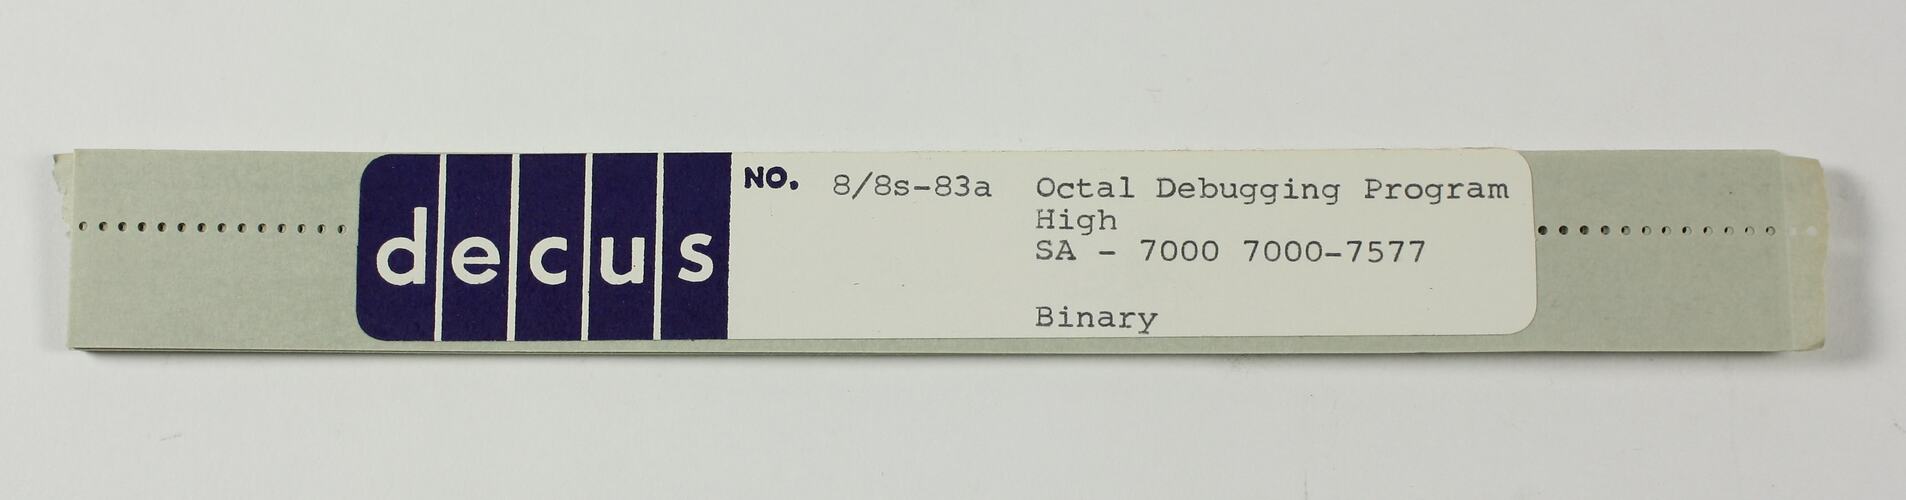 decus
NO. 8/8s-83a Octal Debugging Program
High
SA - 7000 7000-7577
Binary